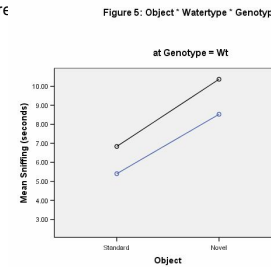 Figure 5: Object * Watertype *
at Genotype = Wt
Mean Sniffing (seconds)
10.00
9.00
8.00
7.00
6.00
5.00
4.00
3.00
Standard Novel
Object